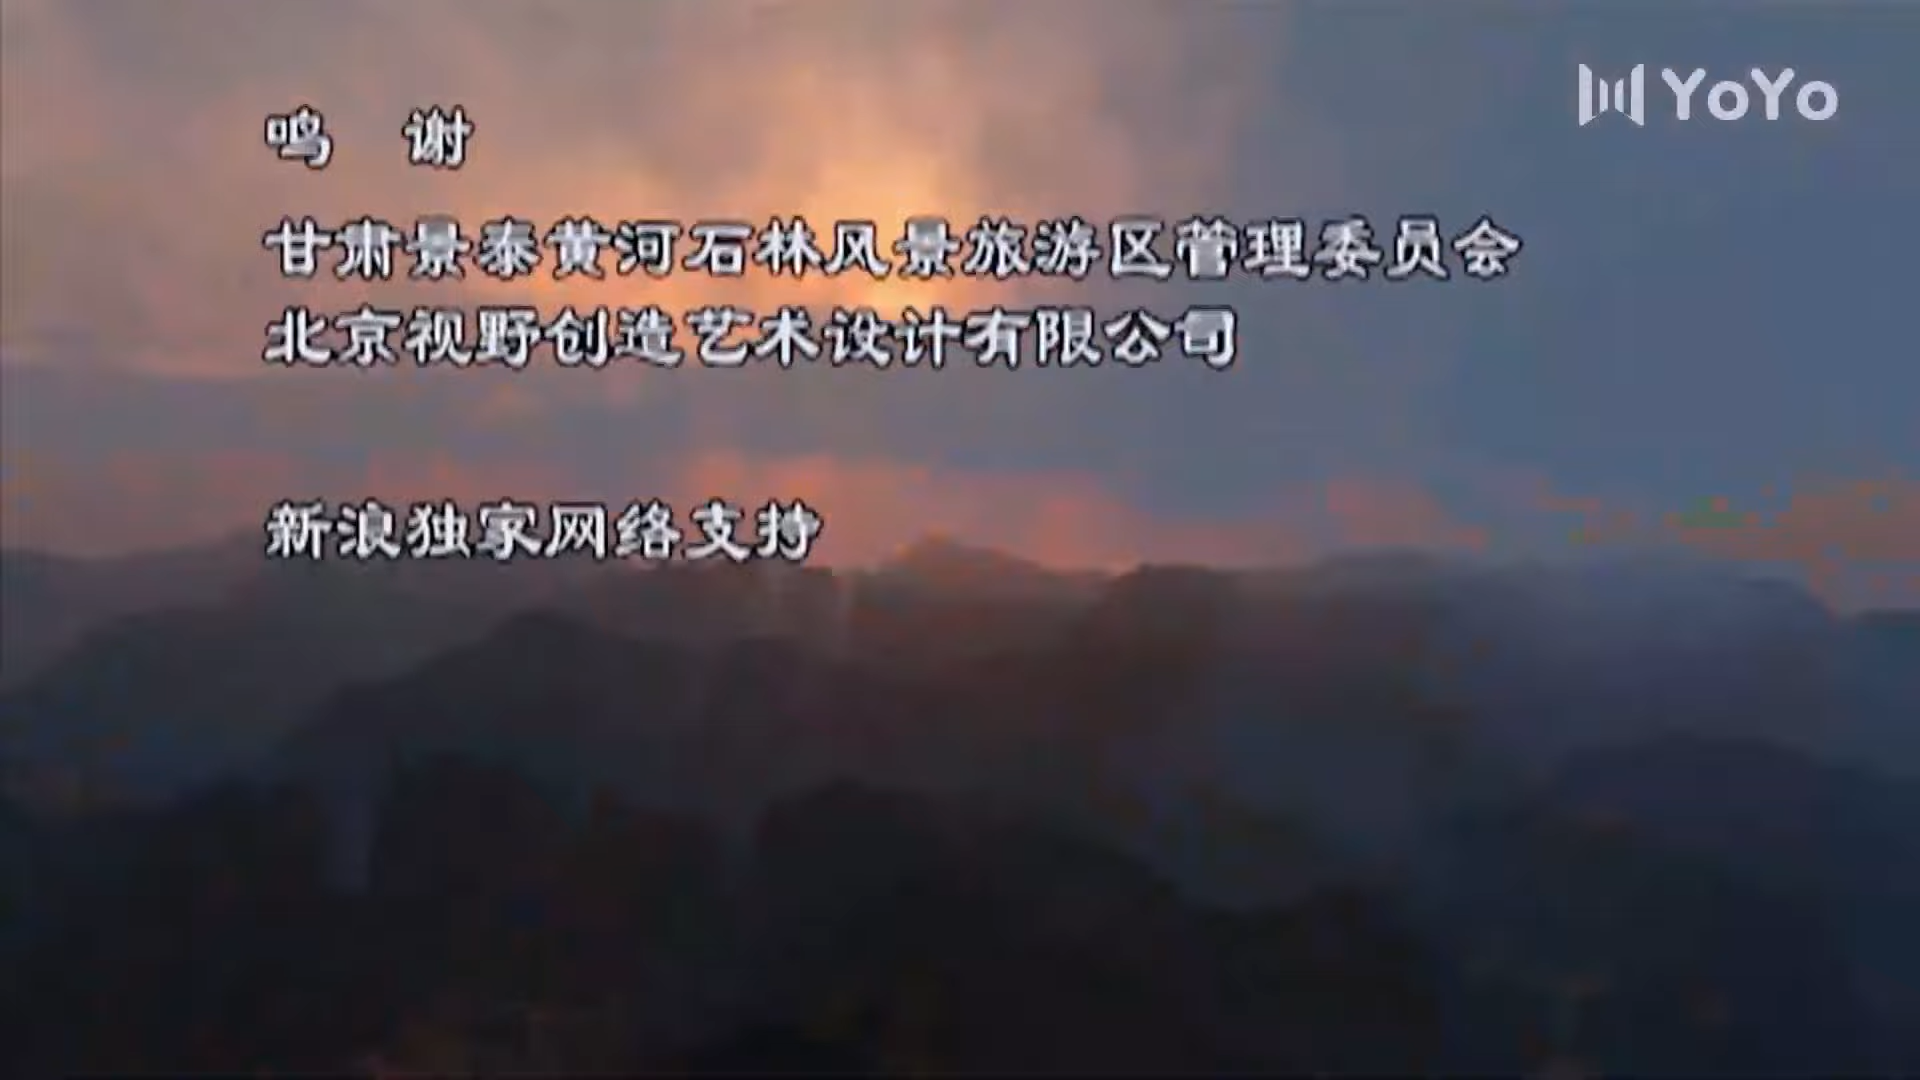 YoYo
鸣 谢
甘肃景泰黄河石林风景旅游区管理委员会
北京视野创造艺术设计有限公司
新浪独家网络支持